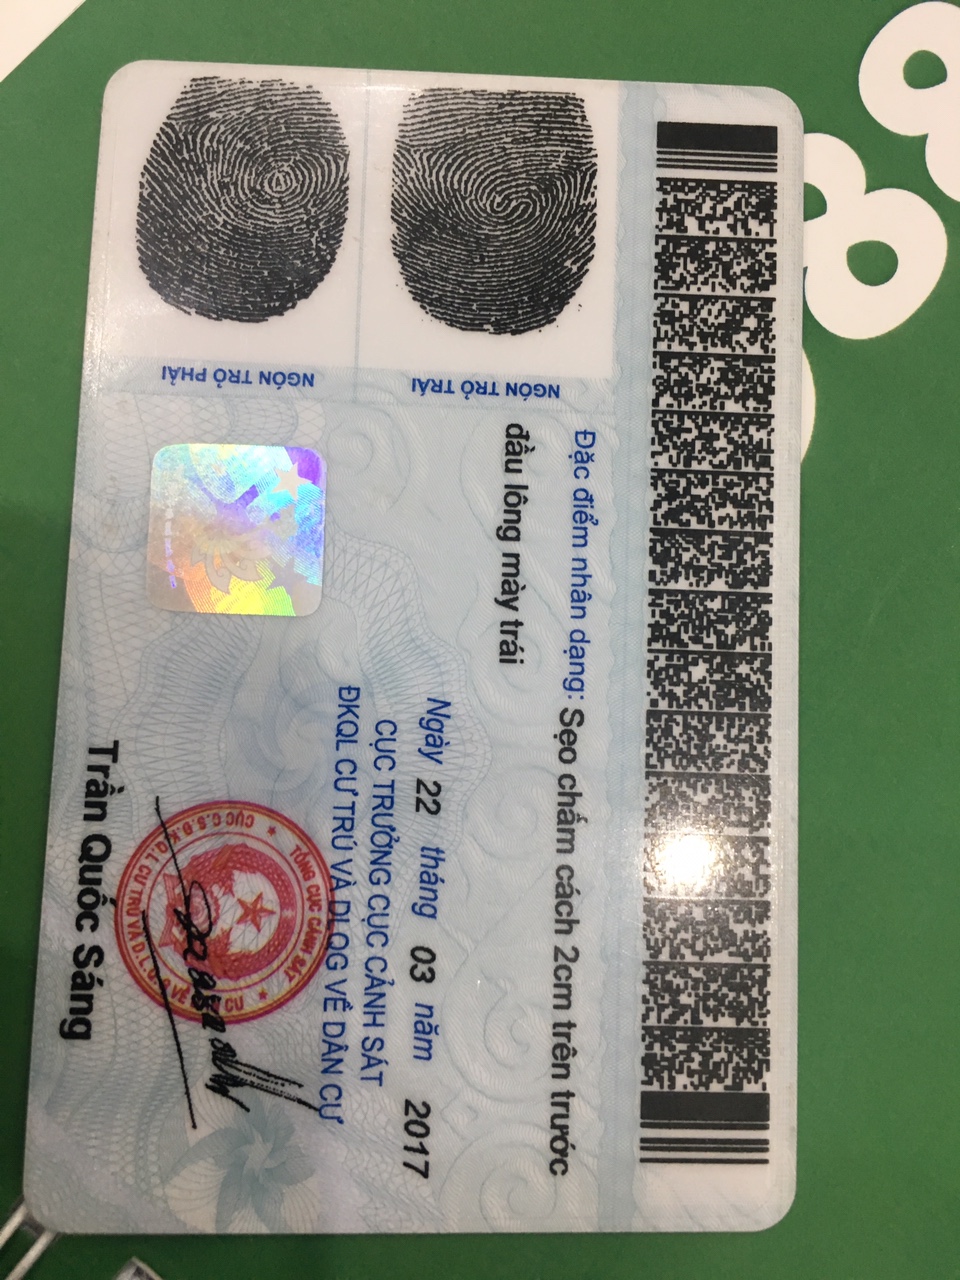 Đặc điểm nhân dạng: Sẹo chấm cách 2cm trên trước
đầu lông mày trái
NGÓN TRỎ TRÁI
NGÓN TRỎ PHẢI
Ngày 22 tháng 03 năm 2017
CỤC TRƯỞNG CỤC CẢNH SÁT
ĐKQL CƯ TRÚ VÀ DLQG VỀ DÂN CƯ
TỔNG CỤC CẢNH SÁT
CỤC C.S.Đ.K.Q.L CƯ TRÚ VÀ D.L.Q.G VỀ CƯ
Trần Quốc Sáng